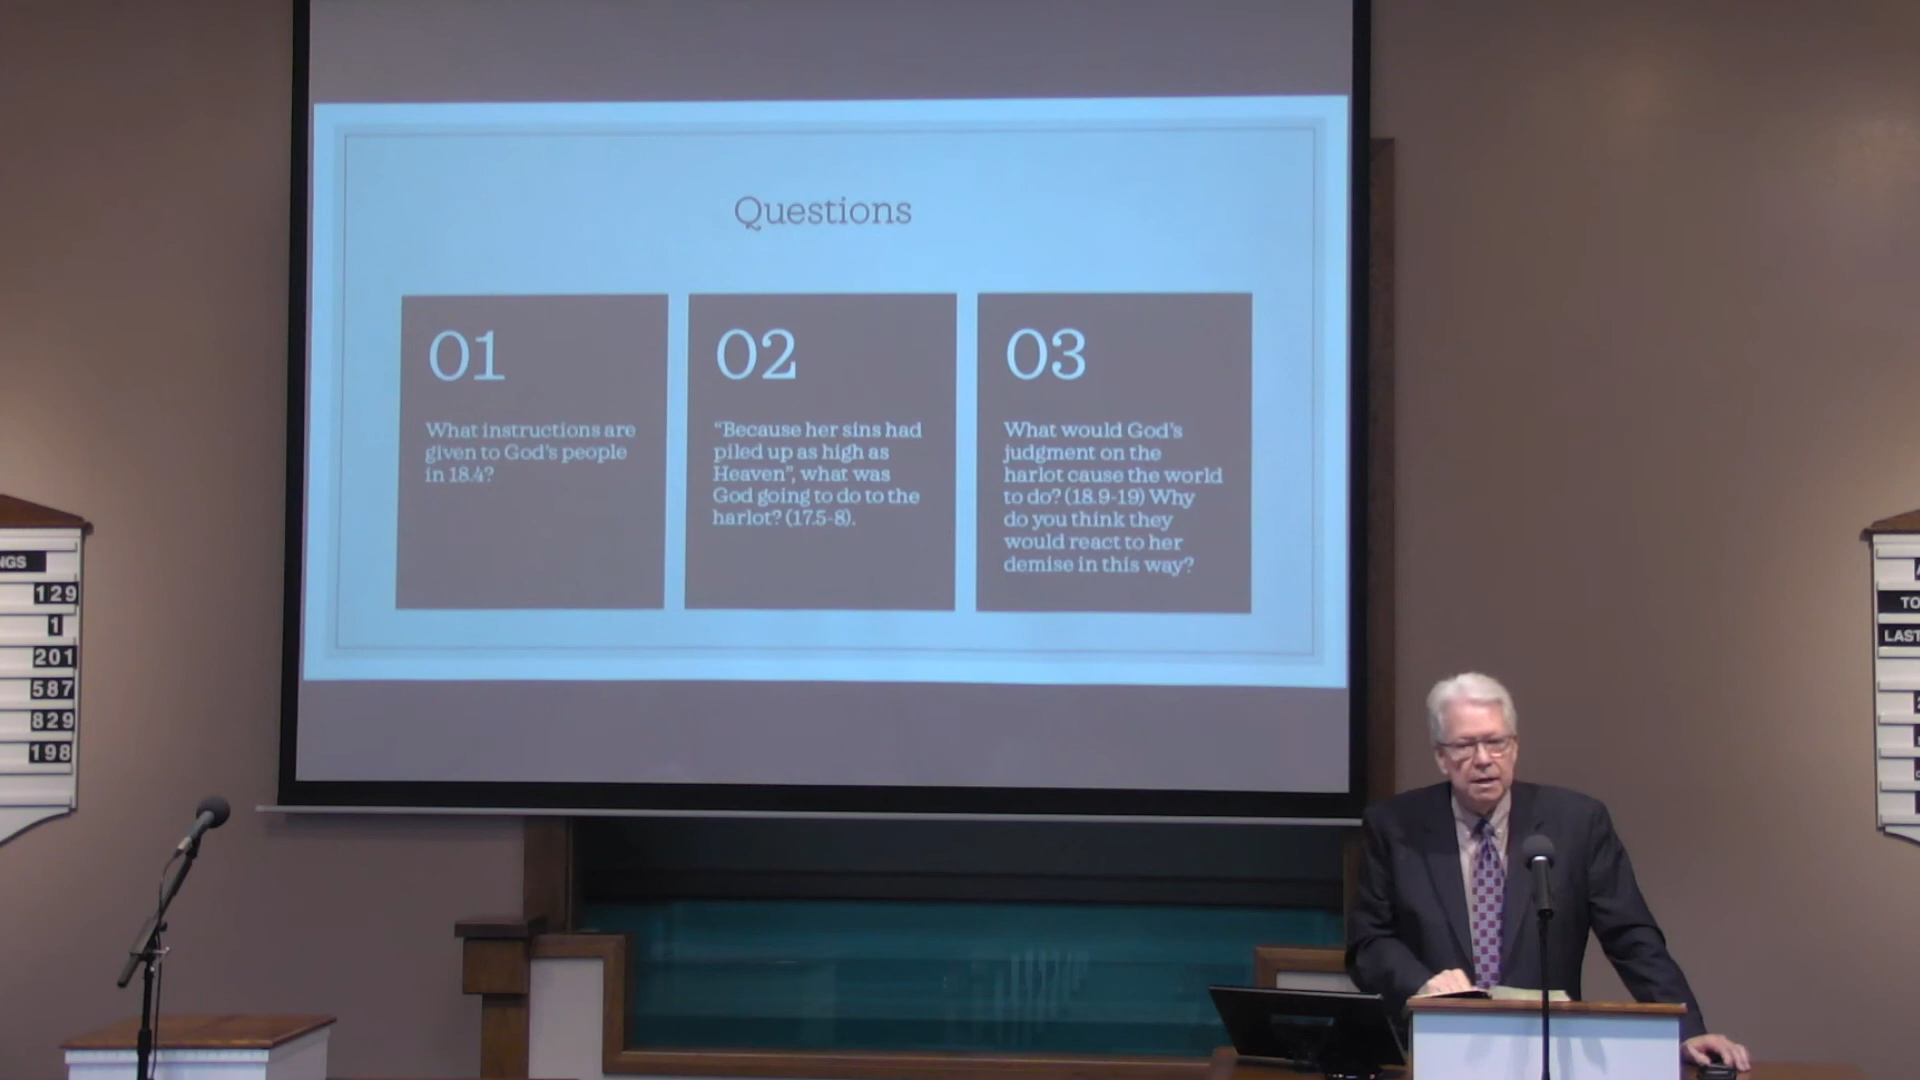 Questions
01
What instructions are
given to God's people
in 18.4?
02
“Because her sins had
piled up as high as
Heaven”, what was
God going to do to the
harlot? (17.5-8).
03
What would God's
judgment on the
harlot cause the world
to do? (18.9-19) Why
do you think they
would react to her
demise in this way?
NGS
129
1
201
587
829
198
TO
LAST